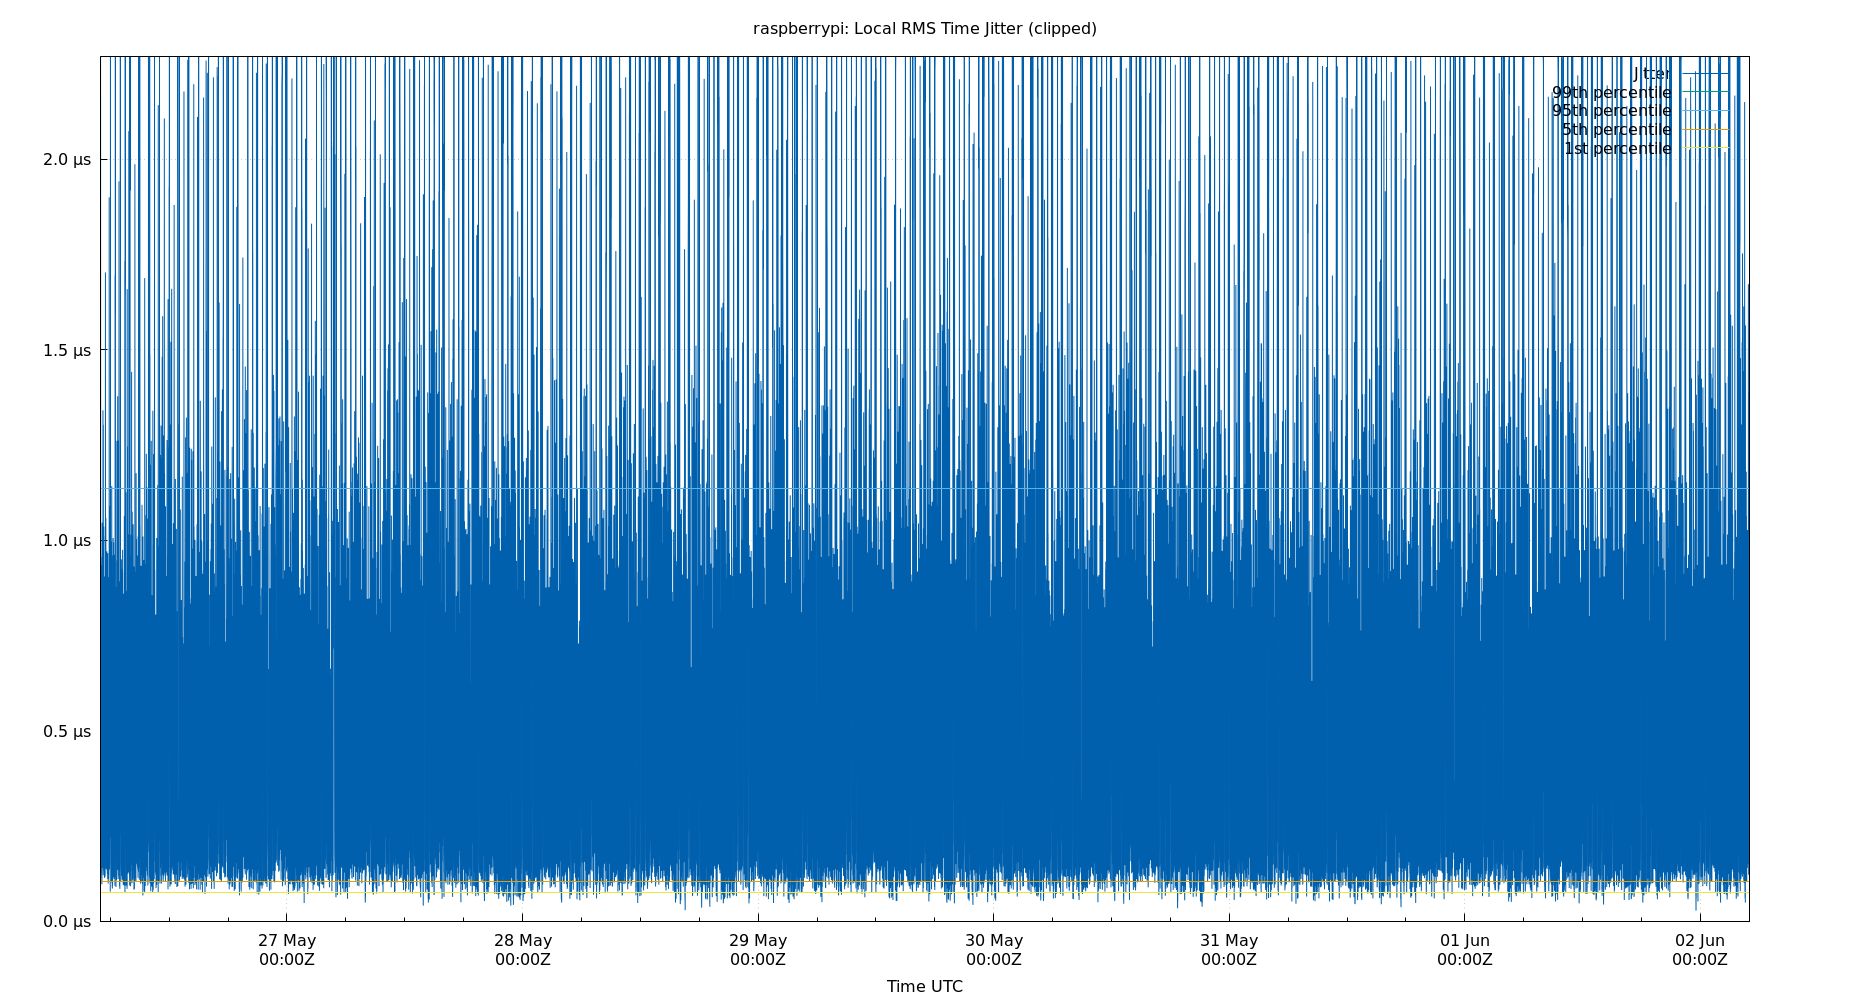 raspberrypi: Local RMS Time Jitter (clipped)
Jitter
99th percentile
95th percentile
5th percentile
1st percentile
2.0 µs
1.5 µs
1.0 µs
0.5 µs
0.0 µs
27 May 28 May 29 May 30 May 31 May 01 Jun 02 Jun
00:00Z 00:00Z 00:00Z 00:00Z 00:00Z 00:00Z 00:00Z
Time UTC